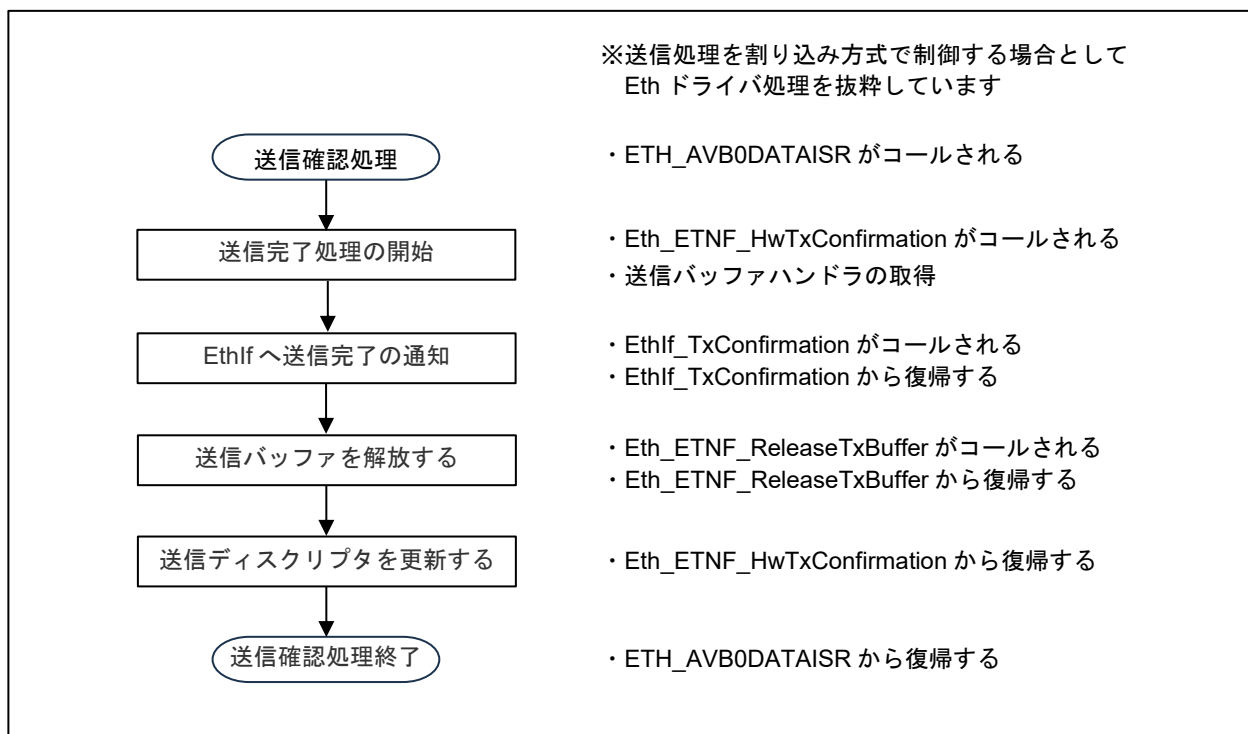 ※送信処理を割り込み方式で制御する場合として
Eth ドライバ処理を抜粋しています
送信確認処理
・ETH_AVB0DATAISR がコールされる
送信完了処理の開始
・Eth_ETNF_HwTxConfirmation がコールされる
・送信バッファハンドラの取得
EthIf へ送信完了の通知
・EthIf_TxConfirmation がコールされる
・EthIf_TxConfirmation から復帰する
送信バッファを解放する
・Eth_ETNF_ReleaseTxBuffer がコールされる
・Eth_ETNF_ReleaseTxBuffer から復帰する
送信ディスクリプタを更新する
・Eth_ETNF_HwTxConfirmation から復帰する
送信確認処理終了
・ETH_AVB0DATAISR から復帰する